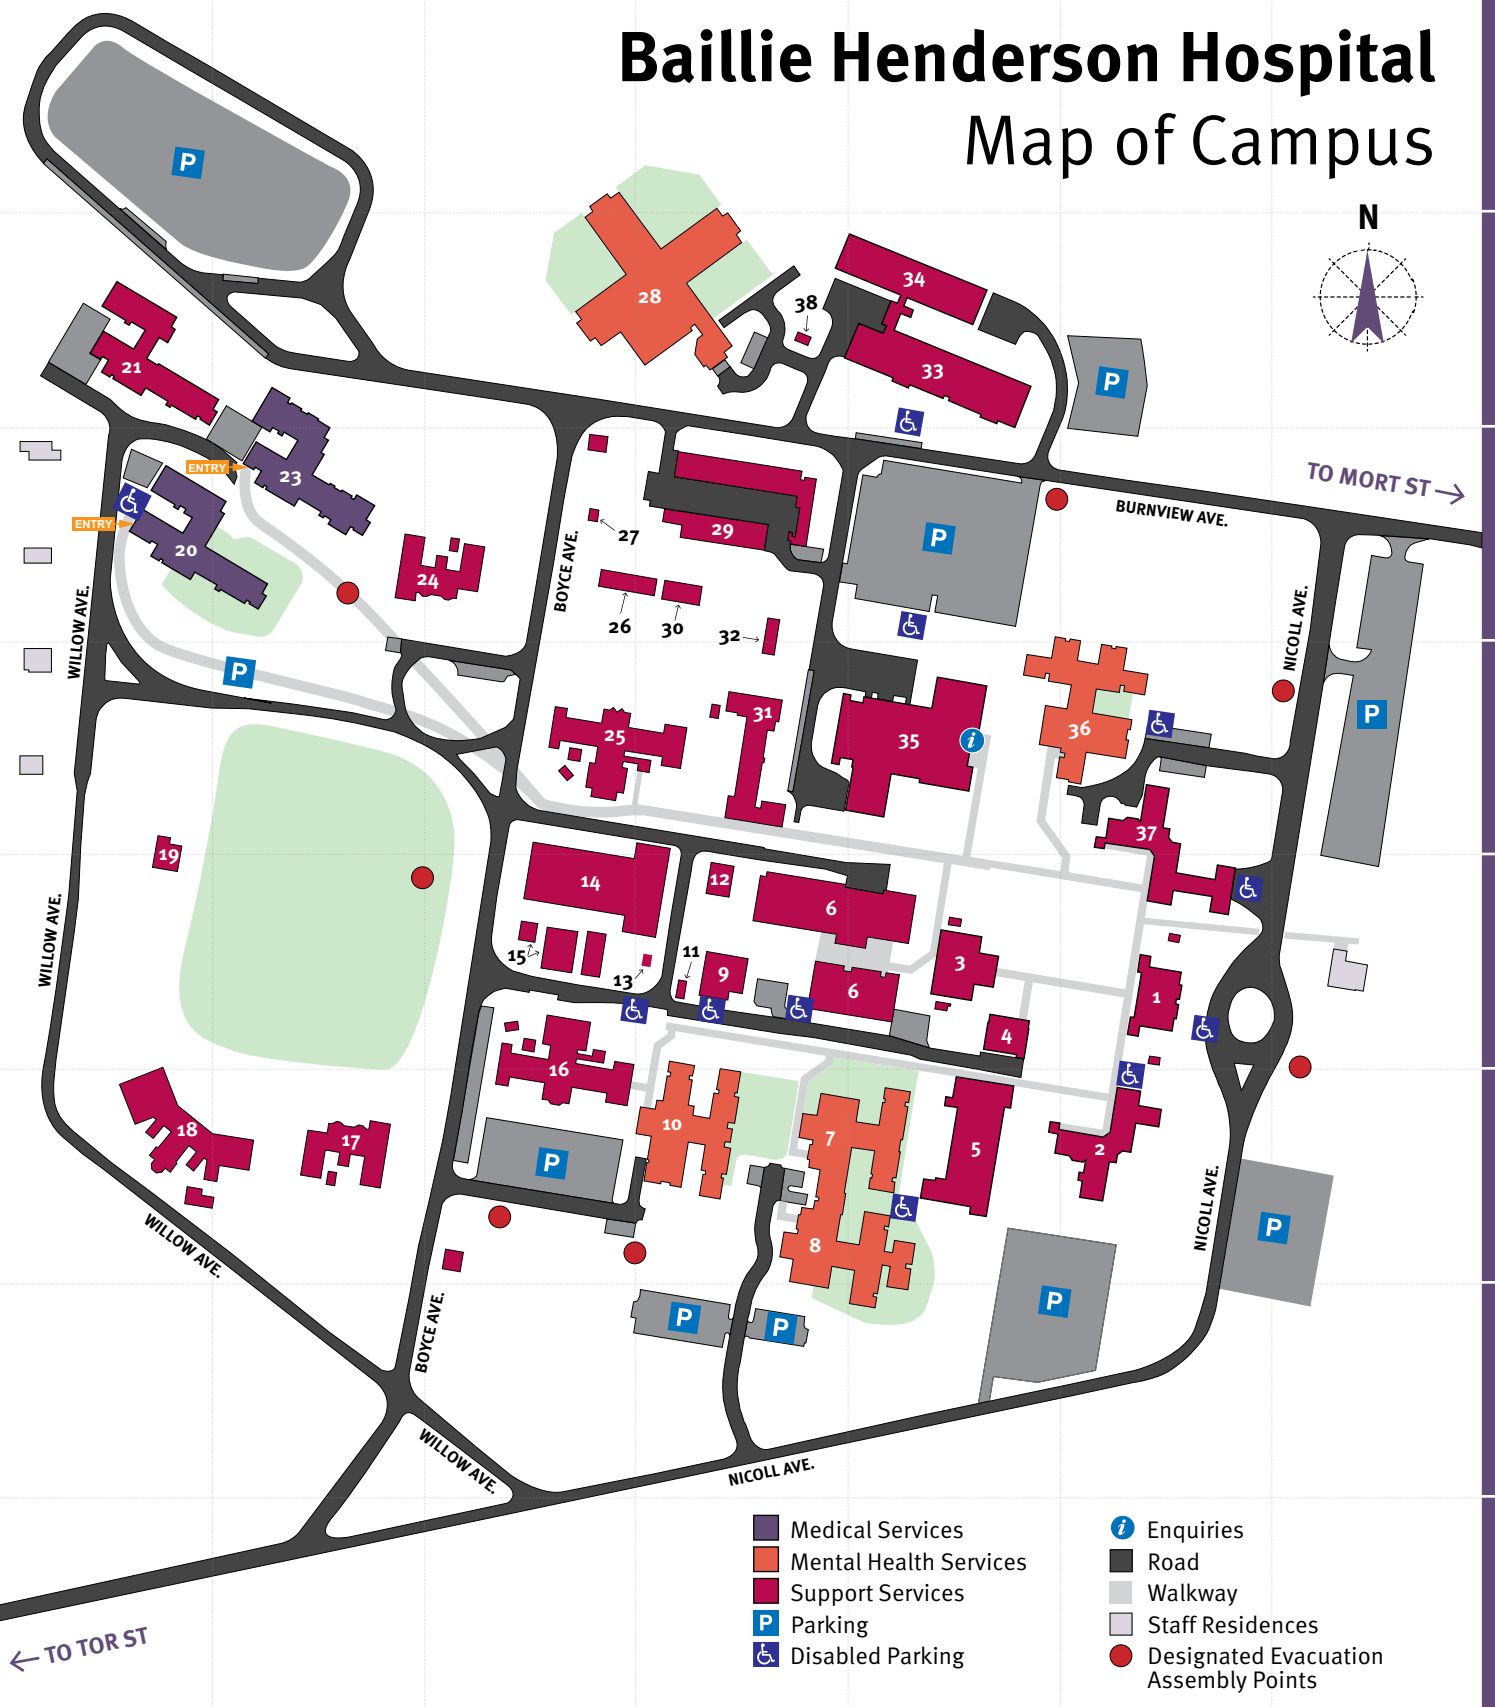 Baillie Henderson Hospital
Map of Campus
P
N
34
28
38
33
21
P
TO MORT ST →
BURNVIEW AVE.
ENTRY
23
ENTRY
20
27
29
P
BOYCE AVE.
24
26
30
32
WILLOW AVE.
NICOLL AVE.
P
31
25
35
i
36
P
37
19
14
12
6
WILLOW AVE.
15
13
11
9
6
3
1
4
16
18
17
10
7
5
2
P
8
NICOLL AVE.
P
WILLOW AVE.
BOYCE AVE.
P
P
P
WILLOW AVE.
NICOLL AVE.
Medical Services
Mental Health Services
Support Services
P Parking
Disabled Parking
i Enquiries
Road
Walkway
Staff Residences
Designated Evacuation
Assembly Points
← TO TOR ST